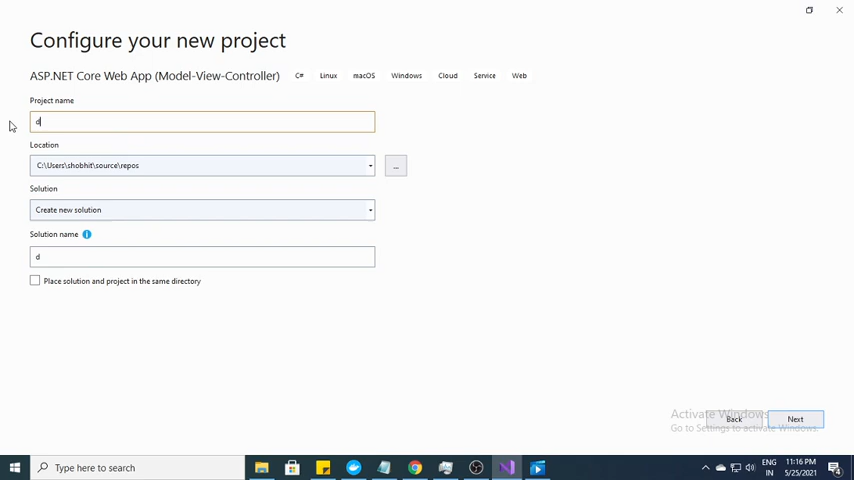 Configure your new project
ASP.NET Core Web App (Model-View-Controller) C# Linux macOS Windows Cloud Service Web
Project name
d
Location
C:\Users\shobhit\source\repos
...
Solution
Create new solution
Solution name
d
Place solution and project in the same directory
Activate Windows
Go to Settings to activate Windows.
Back Next
Type here to search
ENG 11:16 PM
IN 5/25/2021
4